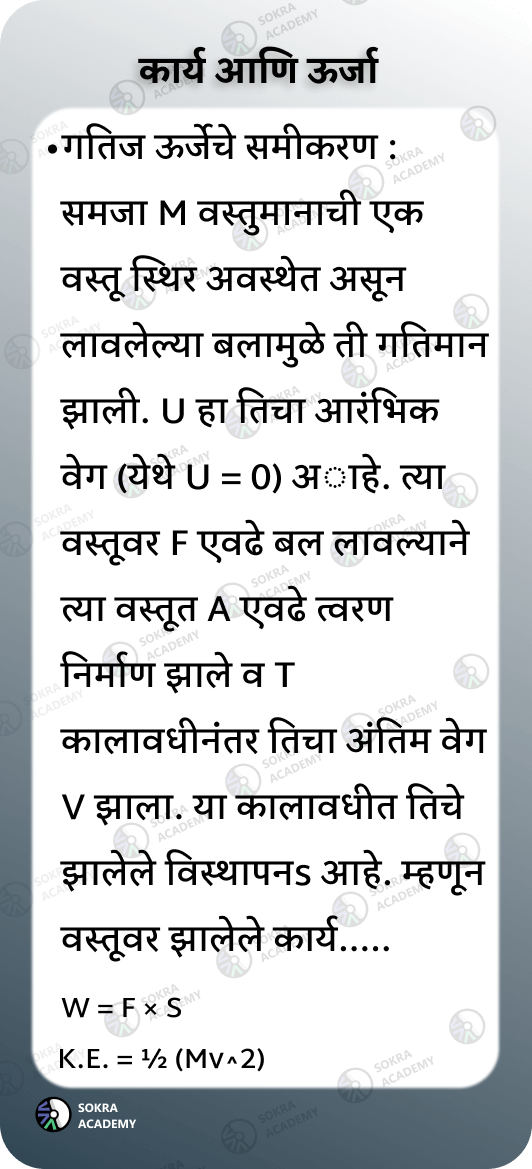 कार्य आणि ऊर्जा
•गतिज ऊर्जेचे समीकरण :
समजा M वस्तुमानाची एक
वस्तू स्थिर अवस्थेत असून
लावलेल्या बलामुळे ती गतिमान
झाली. U हा तिचा आरंभिक
वेग (येथे U = 0) अाहे. त्या
वस्तूवर F एवढे बल लावल्याने
त्या वस्तूत A एवढे त्वरण
निर्माण झाले व T
कालावधीनंतर तिचा अंतिम वेग
V झाला. या कालावधीत तिचे
झालेले विस्थापनs आहे. म्हणून
वस्तूवर झालेले कार्य.....
W = F × S
K.E. = ½ (Mv^2)
SOKRA
ACADEMY